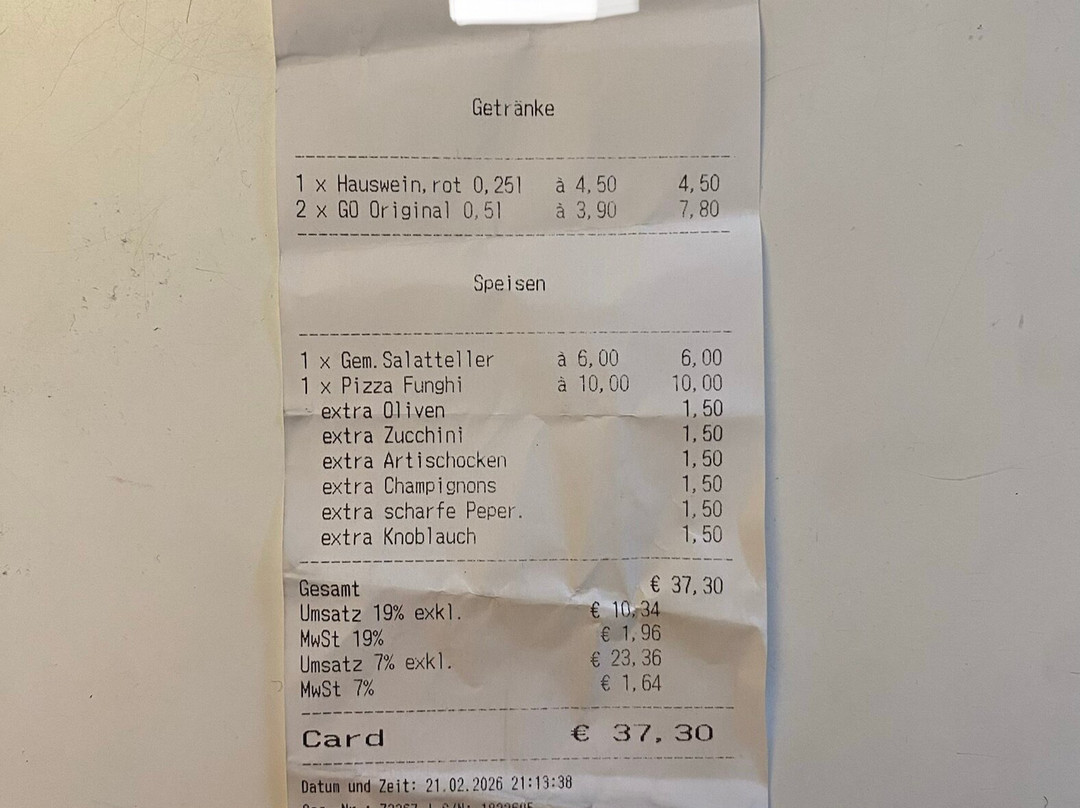 Getränke
1 x Hauswein,rot 0,25l à 4,50 4,50
2 x GO Original 0,5l à 3,90 7,80
Speisen
1 x Gem.Salatteller à 6,00 6,00
1 x Pizza Funghi à 10,00 10,00
extra Oliven 1,50
extra Zucchini 1,50
extra Artischocken 1,50
extra Champignons 1,50
extra scharfe Peper. 1,50
extra Knoblauch 1,50
Gesamt € 37,30
Umsatz 19% exkl. € 10,34
MwSt 19% € 1,96
Umsatz 7% exkl. € 23,36
MwSt 7% € 1,64
Card € 37,30
Datum und Zeit: 21.02.2026 21:13:38